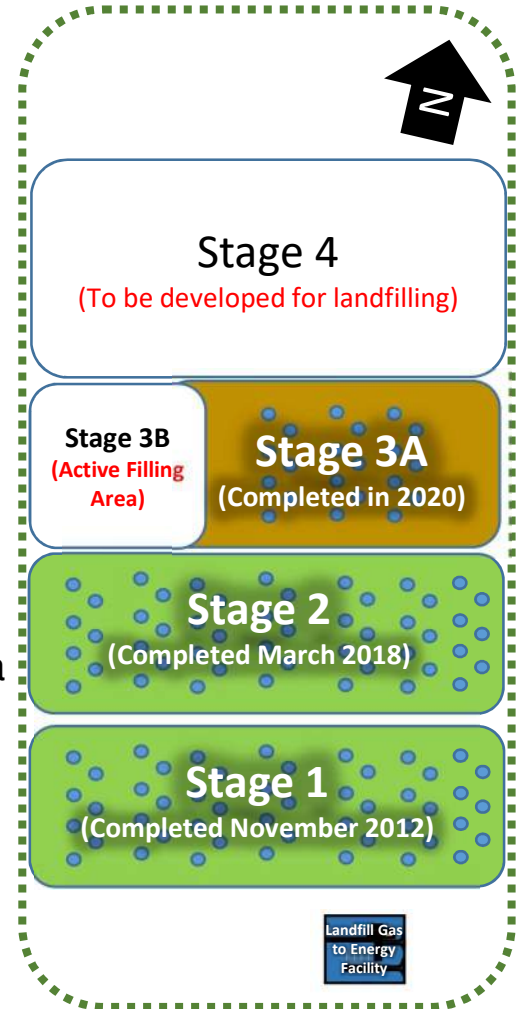 N
Stage 4
(To be developed for landfilling)
Stage 3B
(Active Filling
Area)
Stage 3A
(Completed in 2020)
Stage 2
(Completed March 2018)
Stage 1
(Completed November 2012)
Landfill Gas
to Energy
Facility